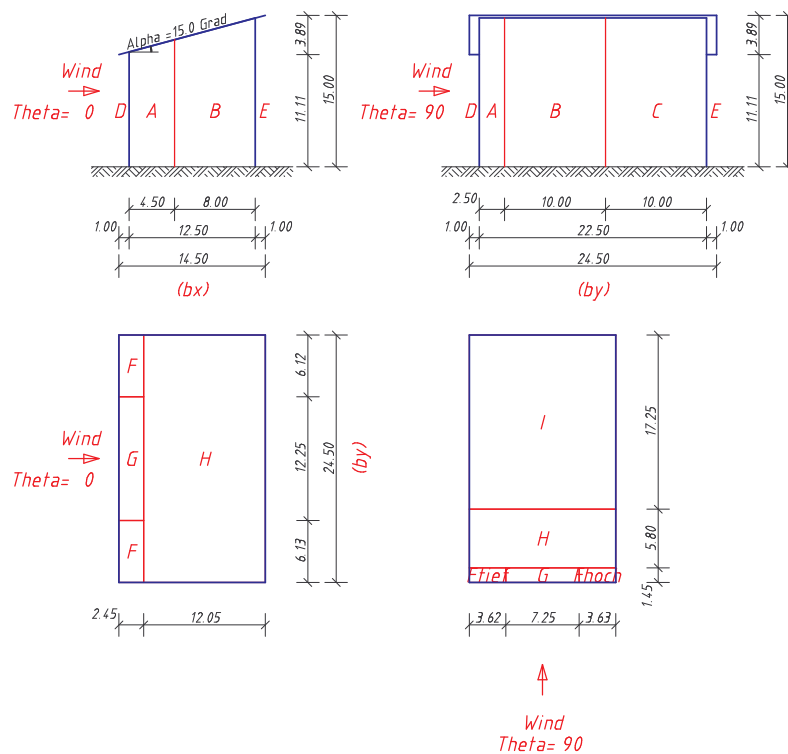 Alpha =15.0 Grad
Wind
Theta= 0
D A B E
3.89
11.11
15.00
4.50 8.00
1.00 12.50 1.00
14.50
(bx)
Wind
Theta= 90
D A B C E
3.89
11.11
15.00
2.50 10.00 10.00
1.00 22.50 1.00
24.50
(by)
Wind
Theta= 0
F
G H
F
6.12
12.25
6.13
24.50
(by)
2.45 12.05
I
H
Ftief G Fhoch
17.25
5.80
1.45
3.62 7.25 3.63
Wind
Theta= 90